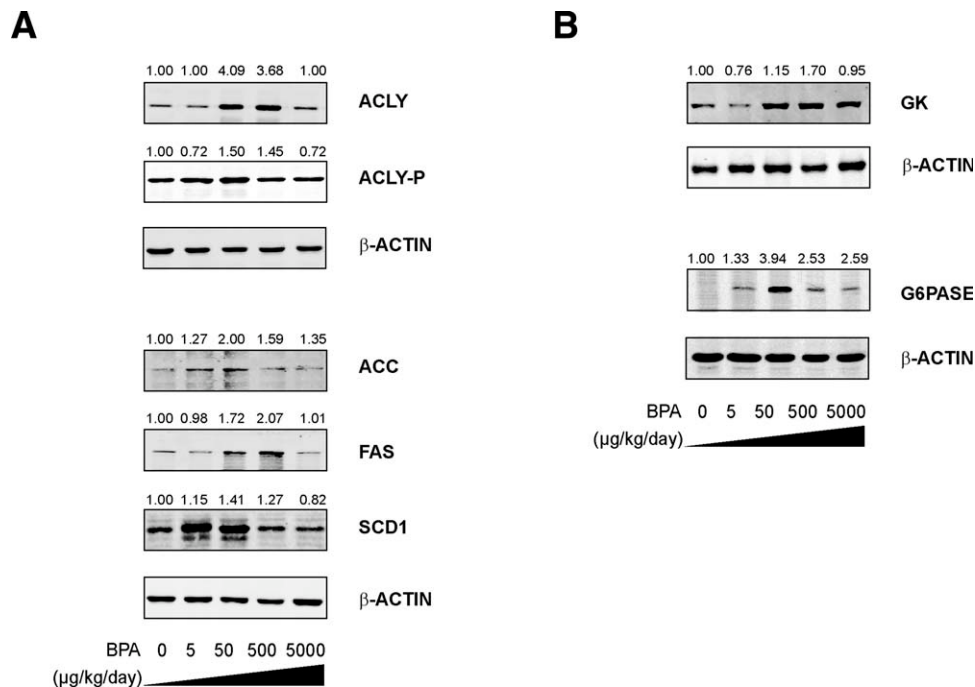 A
1.00 1.00 4.09 3.68 1.00
ACLY
1.00 0.72 1.50 1.45 0.72
ACLY-P
β-ACTIN
1.00 1.27 2.00 1.59 1.35
ACC
1.00 0.98 1.72 2.07 1.01
FAS
1.00 1.15 1.41 1.27 0.82
SCD1
β-ACTIN
BPA 0 5 50 500 5000
(µg/kg/day)
B
1.00 0.76 1.15 1.70 0.95
GK
β-ACTIN
1.00 1.33 3.94 2.53 2.59
G6PASE
β-ACTIN
BPA 0 5 50 500 5000
(µg/kg/day)